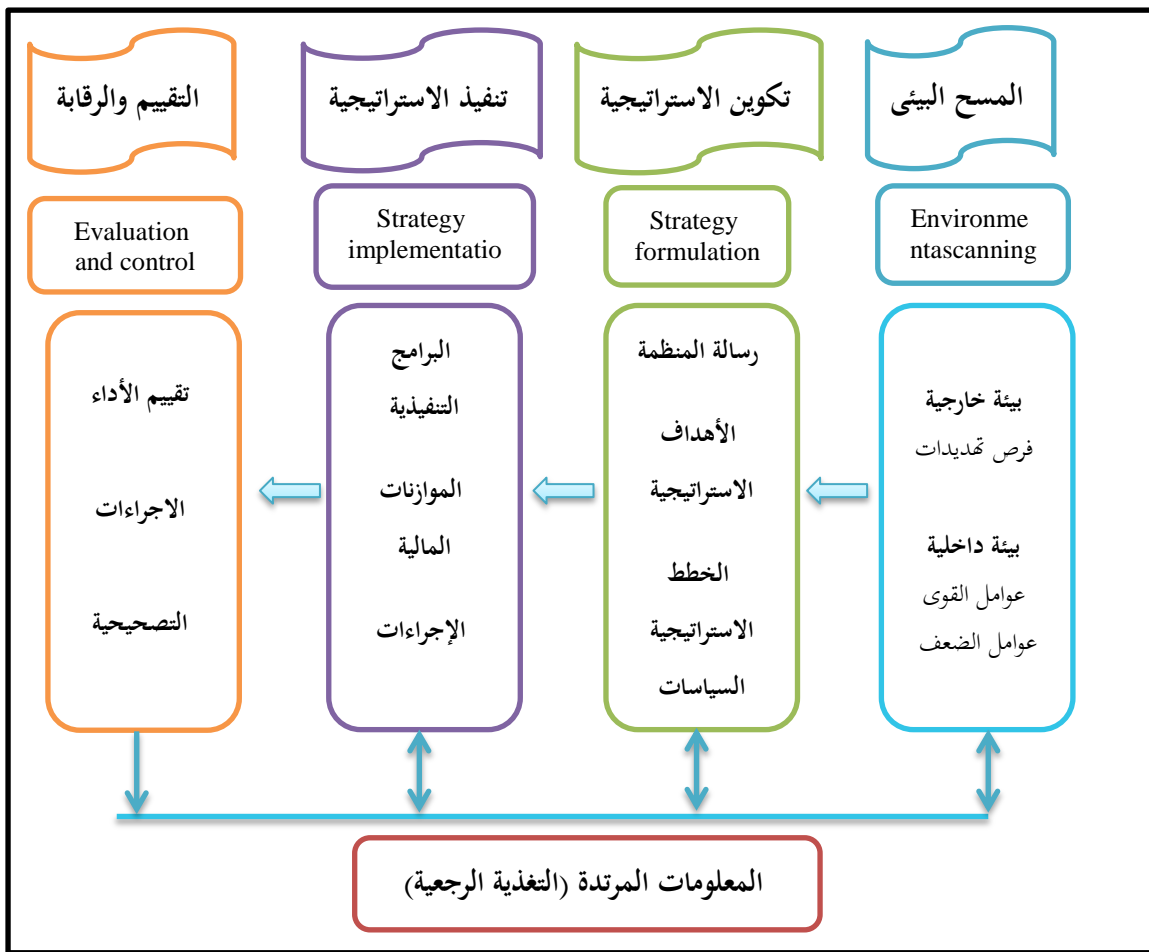 المسح البيئى
تكوين الاستراتيجية
تنفيذ الاستراتيجية
التقييم والرقابة
Environme
ntascanning
Strategy
formulation
Strategy
implementatio
Evaluation
and control
بيئة خارجية
فرص تهديدات
بيئة داخلية
عوامل القوى
عوامل الضعف
رسالة المنظمة
الأهداف
الاستراتيجية
الخطط
الاستراتيجية
السياسات
البرامج
التنفيذية
الموازنات
المالية
الإجراءات
تقييم الأداء
الاجراءات
التصحيحية
المعلومات المرتدة (التغذية الرجعية)